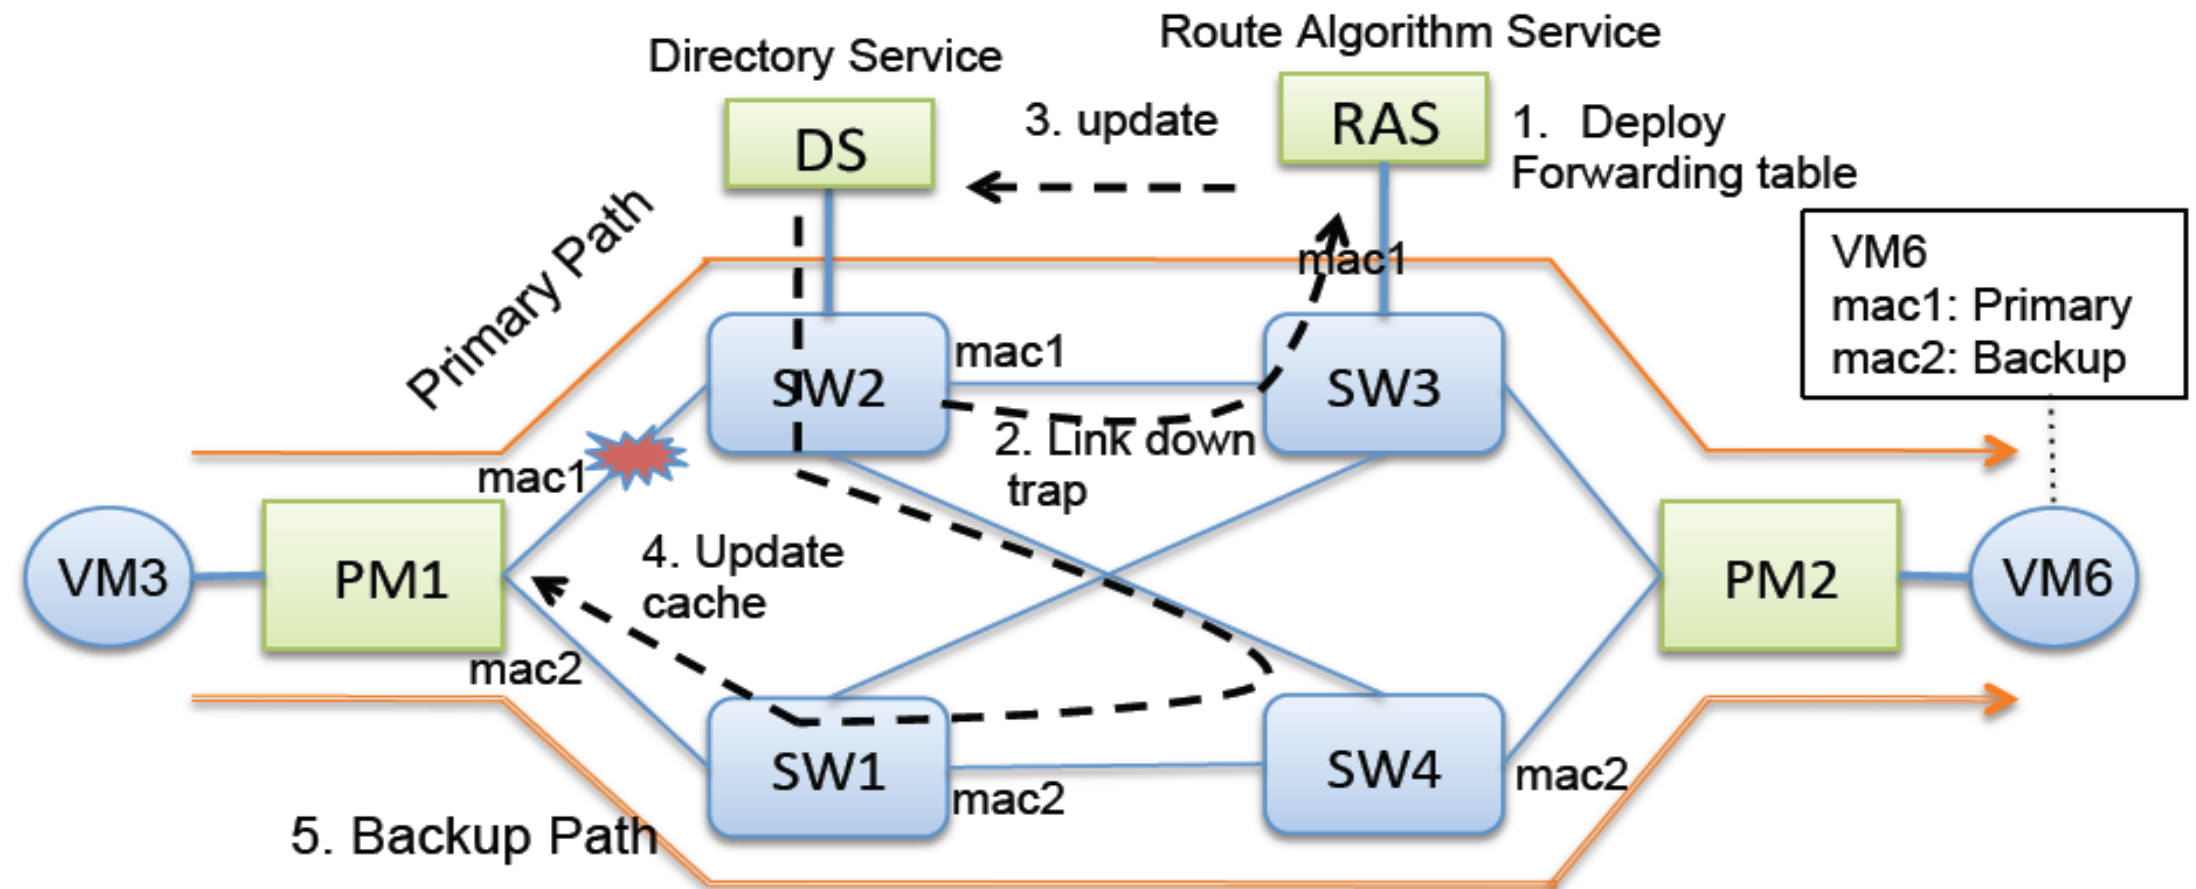 Route Algorithm Service
Directory Service
DS
3. update
RAS
1. Deploy
Forwarding table
Primary Path
mac1
VM6
mac1: Primary
mac2: Backup
SW2
mac1
SW3
2. Link down
trap
mac1
VM3
PM1
4. Update
cache
PM2
VM6
mac2
SW1
mac2
SW4
mac2
5. Backup Path